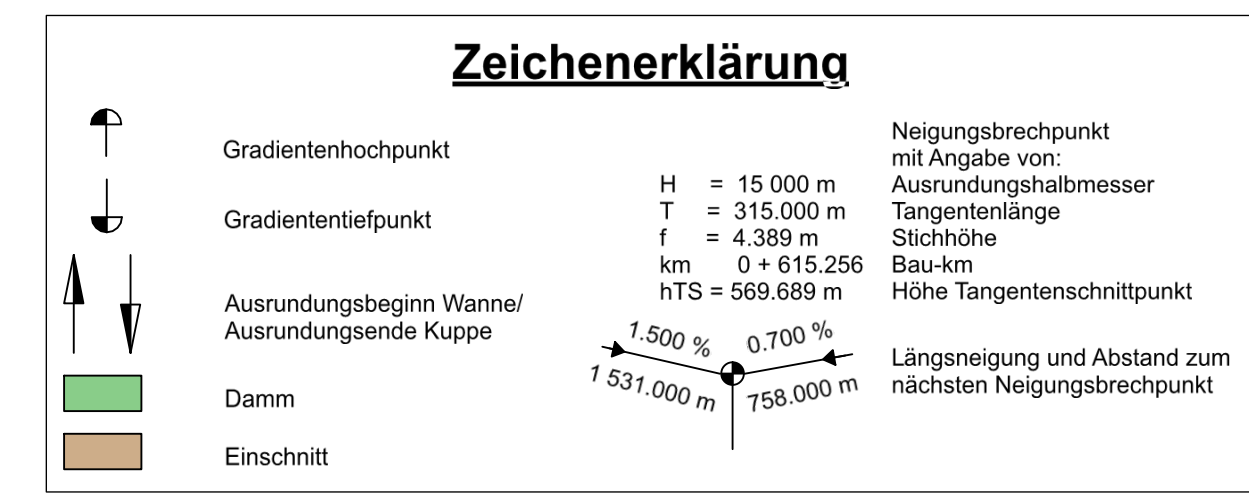 Zeichenerklärung
Gradientenhochpunkt
Gradiententiefpunkt
Ausrundungsbeginn Wanne/
Ausrundungsende Kuppe
Damm
Einschnitt
Neigungsbrechpunkt
mit Angabe von:
H = 15 000 m Ausrundungshalbmesser
T = 315.000 m Tangentenlänge
f = 4.389 m Stichhöhe
km 0 + 615.256 Bau-km
hTS = 569.689 m Höhe Tangentenschnittpunkt
1.500 % 0.700 %
1 531.000 m 758.000 m
Längsneigung und Abstand zum
nächsten Neigungsbrechpunkt